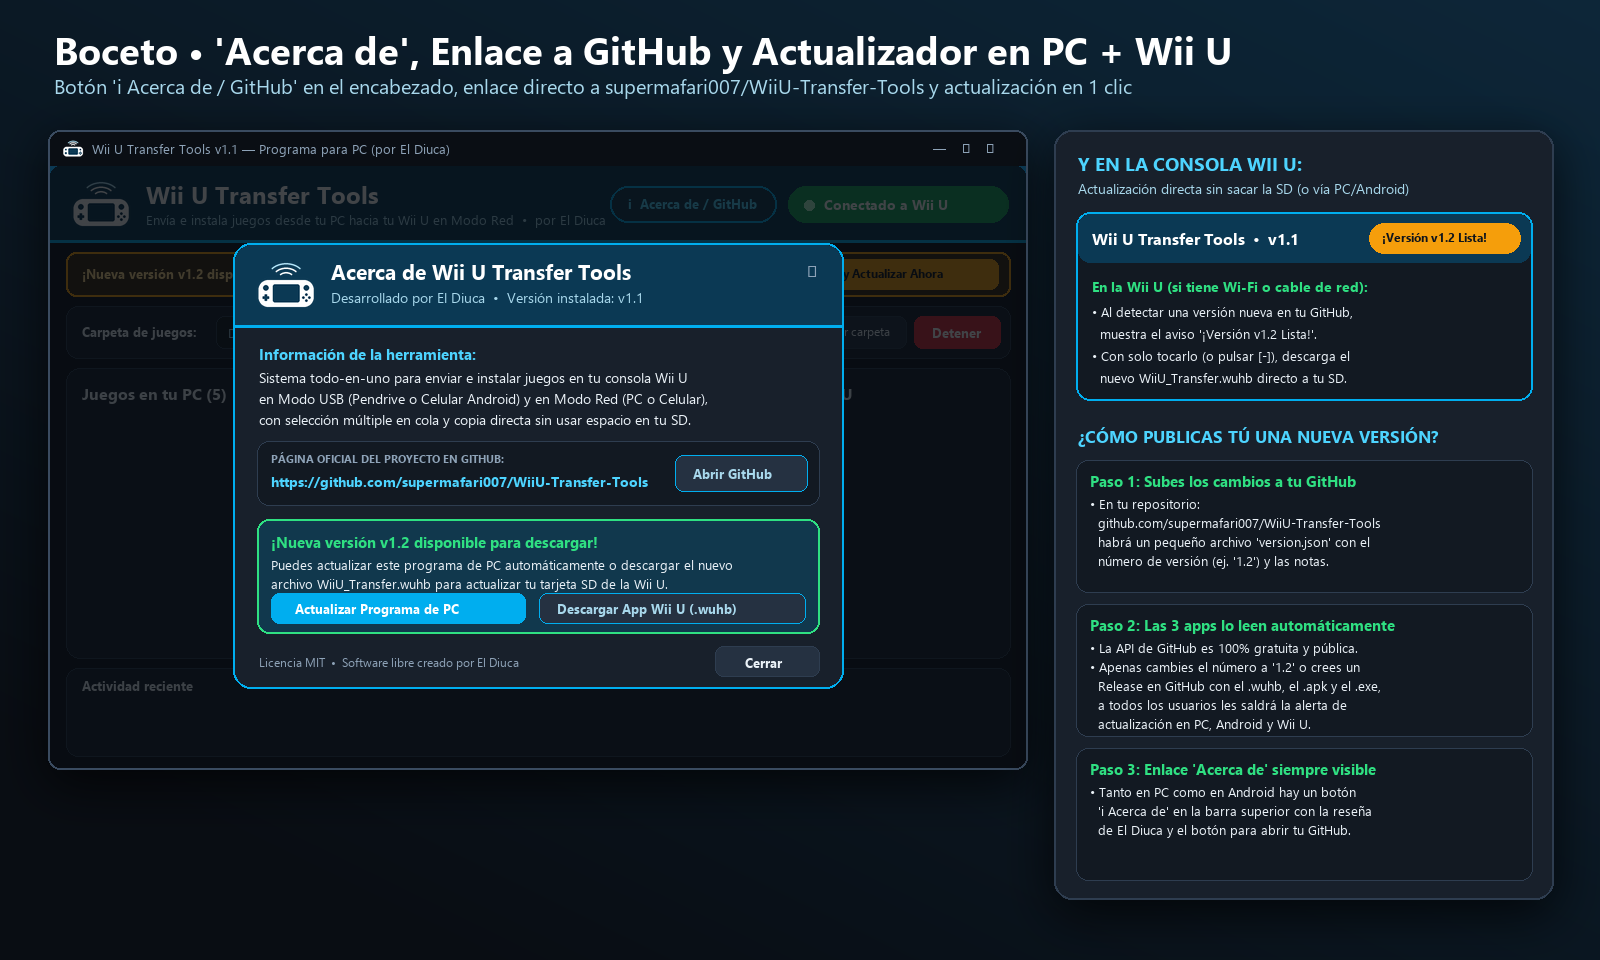 Boceto • 'Acerca de', Enlace a GitHub y Actualizador en PC + Wii U
Botón 'i Acerca de / GitHub' en el encabezado, enlace directo a supermafari007/WiiU-Transfer-Tools y actualización en 1 clic
Wii U Transfer Tools v1.1 — Programa para PC (por El Diuca)
Wii U Transfer Tools
Envía e instala juegos desde tu PC hacia tu Wii U en Modo Red • por El Diuca
i Acerca de / GitHub
Conectado a Wii U
¡Nueva versión v1.2 disp
y Actualizar Ahora
Carpeta de juegos:
carpeta
Detener
Juegos en tu PC (5)
U
Actividad reciente
Acerca de Wii U Transfer Tools
Desarrollado por El Diuca • Versión instalada: v1.1
Información de la herramienta:
Sistema todo-en-uno para enviar e instalar juegos en tu consola Wii U
en Modo USB (Pendrive o Celular Android) y en Modo Red (PC o Celular),
con selección múltiple en cola y copia directa sin usar espacio en tu SD.
PÁGINA OFICIAL DEL PROYECTO EN GITHUB:
https://github.com/supermafari007/WiiU-Transfer-Tools
Abrir GitHub
¡Nueva versión v1.2 disponible para descargar!
Puedes actualizar este programa de PC automáticamente o descargar el nuevo
archivo WiiU_Transfer.wuhb para actualizar tu tarjeta SD de la Wii U.
Actualizar Programa de PC
Descargar App Wii U (.wuhb)
Licencia MIT • Software libre creado por El Diuca
Cerrar
Y EN LA CONSOLA WII U:
Actualización directa sin sacar la SD (o vía PC/Android)
Wii U Transfer Tools • v1.1
¡Versión v1.2 Lista!
En la Wii U (si tiene Wi-Fi o cable de red):
• Al detectar una versión nueva en tu GitHub,
muestra el aviso '¡Versión v1.2 Lista!'.
• Con solo tocarlo (o pulsar [-]), descarga el
nuevo WiiU_Transfer.wuhb directo a tu SD.
¿CÓMO PUBLICAS TÚ UNA NUEVA VERSIÓN?
Paso 1: Subes los cambios a tu GitHub
• En tu repositorio:
github.com/supermafari007/WiiU-Transfer-Tools
habrá un pequeño archivo 'version.json' con el
número de versión (ej. '1.2') y las notas.
Paso 2: Las 3 apps lo leen automáticamente
• La API de GitHub es 100% gratuita y pública.
• Apenas cambies el número a '1.2' o crees un
Release en GitHub con el .wuhb, el .apk y el .exe,
a todos los usuarios les saldrá la alerta de
actualización en PC, Android y Wii U.
Paso 3: Enlace 'Acerca de' siempre visible
• Tanto en PC como en Android hay un botón
'i Acerca de' en la barra superior con la reseña
de El Diuca y el botón para abrir tu GitHub.